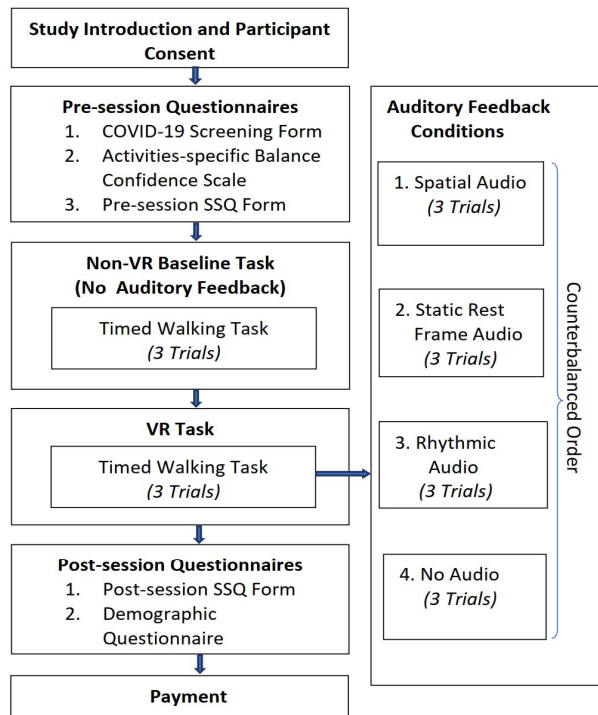 Study Introduction and Participant
Consent
Pre-session Questionnaires
1. COVID-19 Screening Form
2. Activities-specific Balance
Confidence Scale
3. Pre-session SSQ Form
Non-VR Baseline Task
(No Auditory Feedback)
Timed Walking Task
(3 Trials)
VR Task
Timed Walking Task
(3 Trials)
Post-session Questionnaires
1. Post-session SSQ Form
2. Demographic
Questionnaire
Payment
Auditory Feedback
Conditions
1. Spatial Audio
(3 Trials)
2. Static Rest
Frame Audio
(3 Trials)
3. Rhythmic
Audio
(3 Trials)
4. No Audio
(3 Trials)
Counterbalanced Order